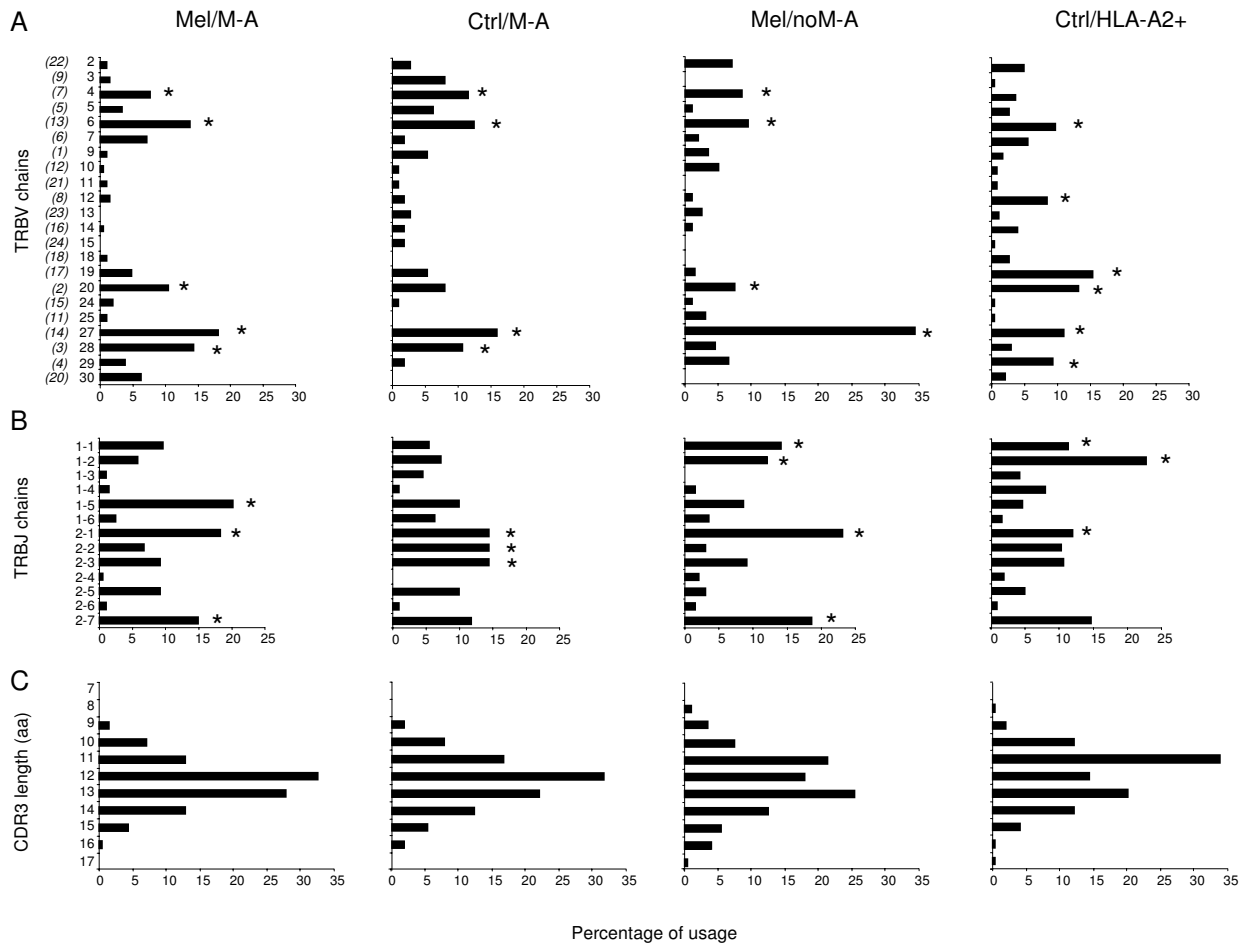 A
Mel/M-A
Ctrl/M-A
Mel/noM-A
Ctrl/HLA-A2+
TRBV chains
(22) 2
(9) 3
(7) 4 * * *
(5) 5
(13) 6 * * * *
(6) 7
(1) 9
(12) 10
(21) 11
(8) 12 *
(23) 13
(16) 14
(24) 15
(18) 18
(17) 19 *
(2) 20 * * *
(15) 24
(11) 25
(14) 27 * * * *
(3) 28 * *
(4) 29 *
(20) 30
0 5 10 15 20 25 30 0 5 10 15 20 25 30 0 5 10 15 20 25 30 35 0 5 10 15 20 25 30
B
TRBJ chains
1-1 * *
1-2 * *
1-3
1-4
1-5 *
1-6
2-1 * * * *
2-2 *
2-3 *
2-4
2-5
2-6
2-7 * *
0 5 10 15 20 25 0 5 10 15 20 25 0 5 10 15 20 25 0 5 10 15 20 25
C
CDR3 length (aa)
7
8
9
10
11
12
13
14
15
16
17
0 5 10 15 20 25 30 35 0 5 10 15 20 25 30 35 0 5 10 15 20 25 30 35 0 5 10 15 20 25 30 35
Percentage of usage